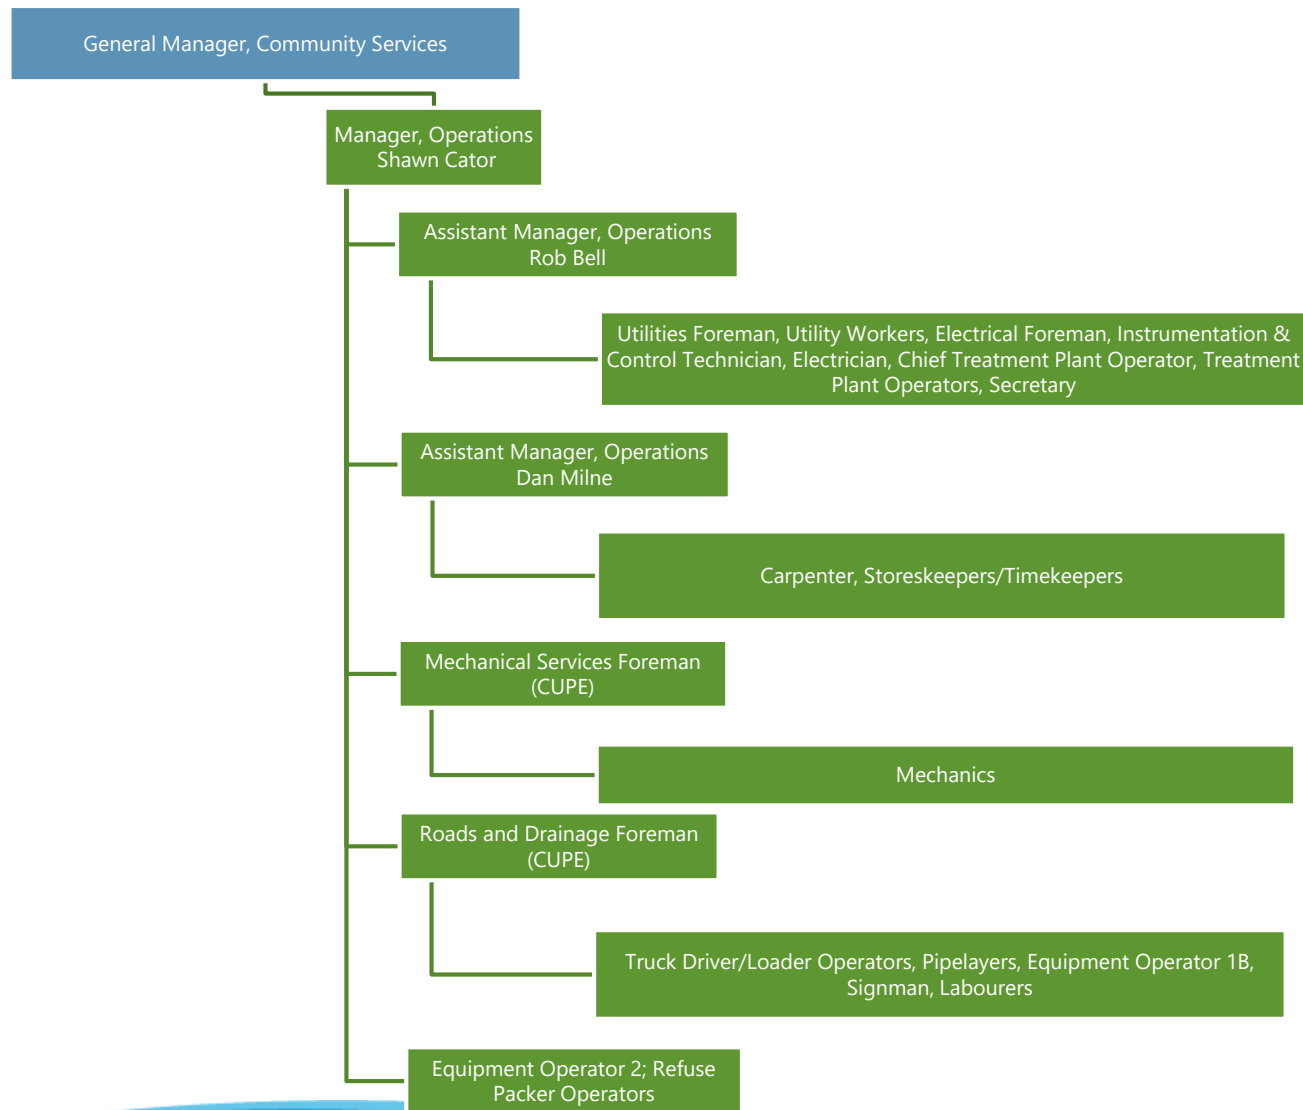 General Manager, Community Services
Manager, Operations
Shawn Cator
Assistant Manager, Operations
Rob Bell
Utilities Foreman, Utility Workers, Electrical Foreman, Instrumentation &
Control Technician, Electrician, Chief Treatment Plant Operator, Treatment
Plant Operators, Secretary
Assistant Manager, Operations
Dan Milne
Carpenter, Storeskeepers/Timekeepers
Mechanical Services Foreman
(CUPE)
Mechanics
Roads and Drainage Foreman
(CUPE)
Truck Driver/Loader Operators, Pipelayers, Equipment Operator 1B,
Signman, Labourers
Equipment Operator 2; Refuse
Packer Operators